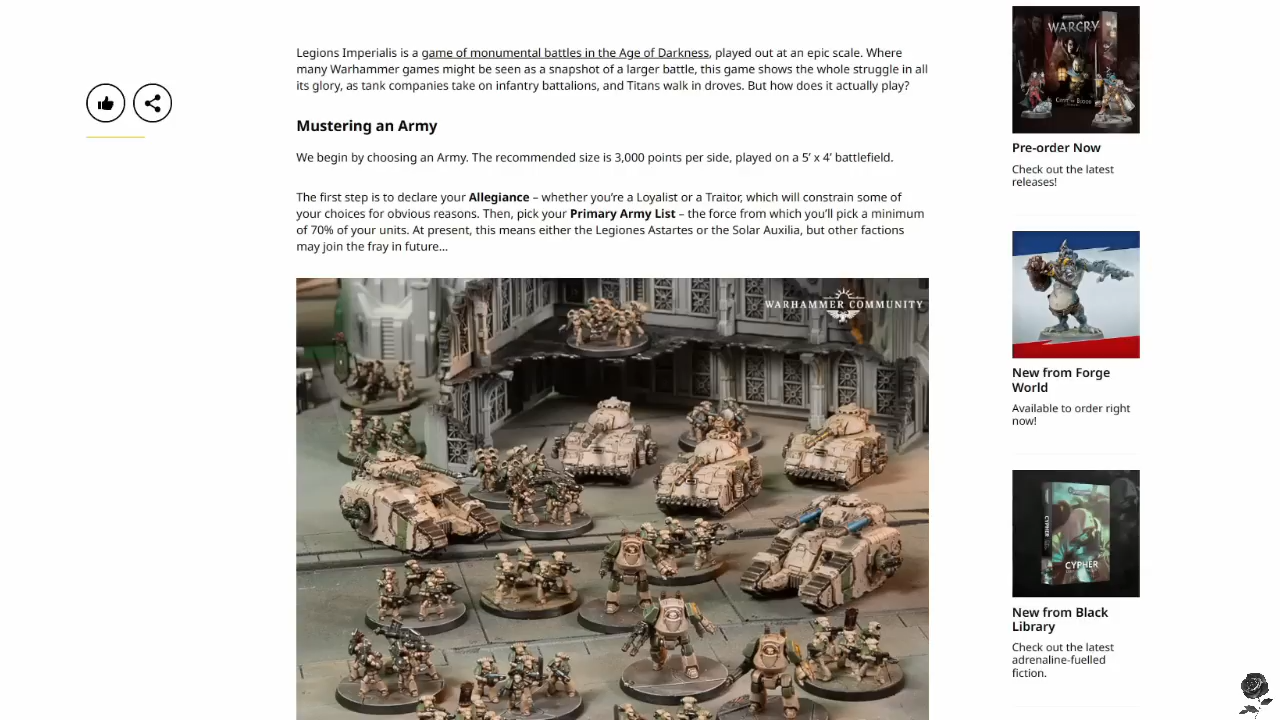 Legions Imperialis is a game of monumental battles in the Age of Darkness, played out at an epic scale. Where
many Warhammer games might be seen as a snapshot of a larger battle, this game shows the whole struggle in all
its glory, as tank companies take on infantry battalions, and Titans walk in droves. But how does it actually play?
Mustering an Army
We begin by choosing an Army. The recommended size is 3,000 points per side, played on a 5’ x 4’ battlefield.
The first step is to declare your Allegiance – whether you’re a Loyalist or a Traitor, which will constrain some of
your choices for obvious reasons. Then, pick your Primary Army List – the force from which you’ll pick a minimum
of 70% of your units. At present, this means either the Legiones Astartes or the Solar Auxilia, but other factions
may join the fray in future…
WARHAMMER COMMUNITY
WARCRY
Pre-order Now
Check out the latest
releases!
New from Forge
World
Available to order right
now!
CYPHER
CYPHER
New from Black
Library
Check out the latest
adrenaline-fuelled
fiction.